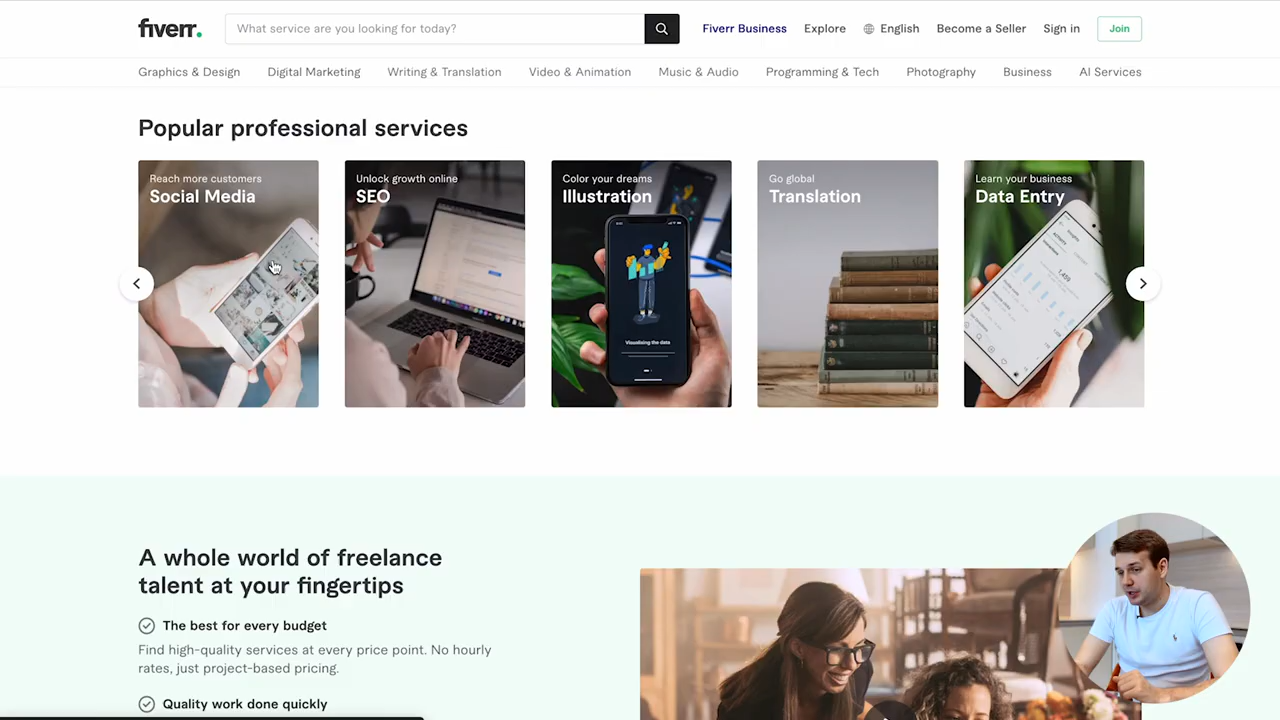 fiverr.
What service are you looking for today?
Fiverr Business
Explore
English
Become a Seller
Sign in
Join
Graphics & Design
Digital Marketing
Writing & Translation
Video & Animation
Music & Audio
Programming & Tech
Photography
Business
AI Services
Popular professional services
Reach more customers
Social Media
Unlock growth online
SEO
Color your dreams
Illustration
Visualising the data
Go global
Translation
Learn your business
Data Entry
A whole world of freelance
talent at your fingertips
The best for every budget
Find high-quality services at every price point. No hourly
rates, just project-based pricing.
Quality work done quickly